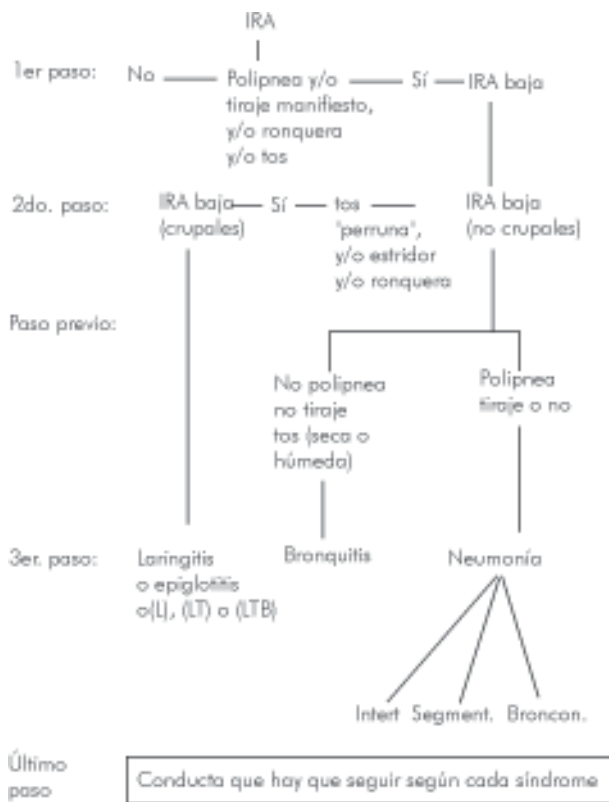 IRA
1er paso: No Polipnea y/o Sí IRA baja
tiraje manifiesto,
y/o ronquera
y/o tos
2do. paso: IRA baja Sí tos IRA baja
(crupales) "perruna", (no crupales)
y/o estridor
y/o ronquera
Paso previo:
No polipnea Polipnea
no tiraje tiraje o no
tos (seca o
húmeda)
3er. paso: Laringitis Bronquitis Neumonía
o epiglotitis
o(L), (LT) o (LTB)
Intert Segment. Broncon.
Último
paso
Conducta que hay que seguir según cada síndrome